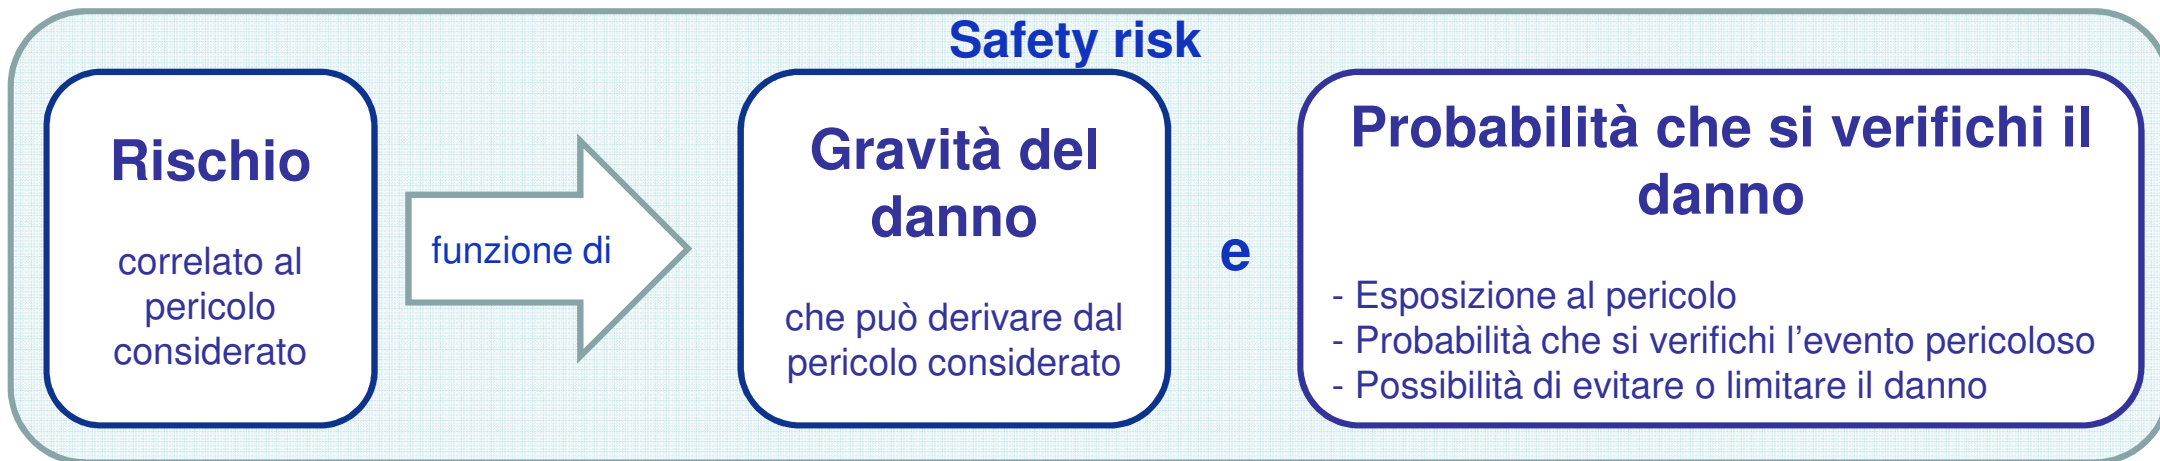 Safety risk
Rischio
correlato al
pericolo
considerato
funzione di
Gravità del
danno
che può derivare dal
pericolo considerato
e
Probabilità che si verifichi il
danno
- Esposizione al pericolo
- Probabilità che si verifichi l'evento pericoloso
- Possibilità di evitare o limitare il danno